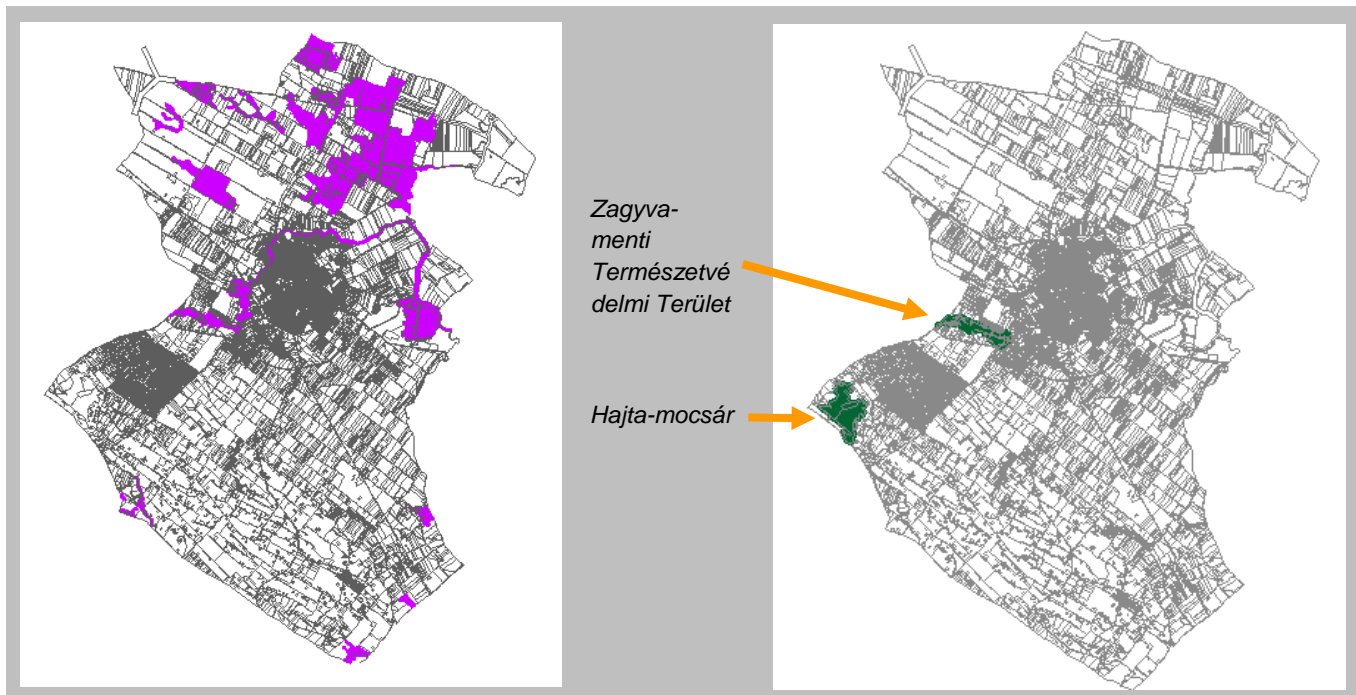 Zagyva-
menti
Természetvé
delmi Terület
Hajta-mocsár